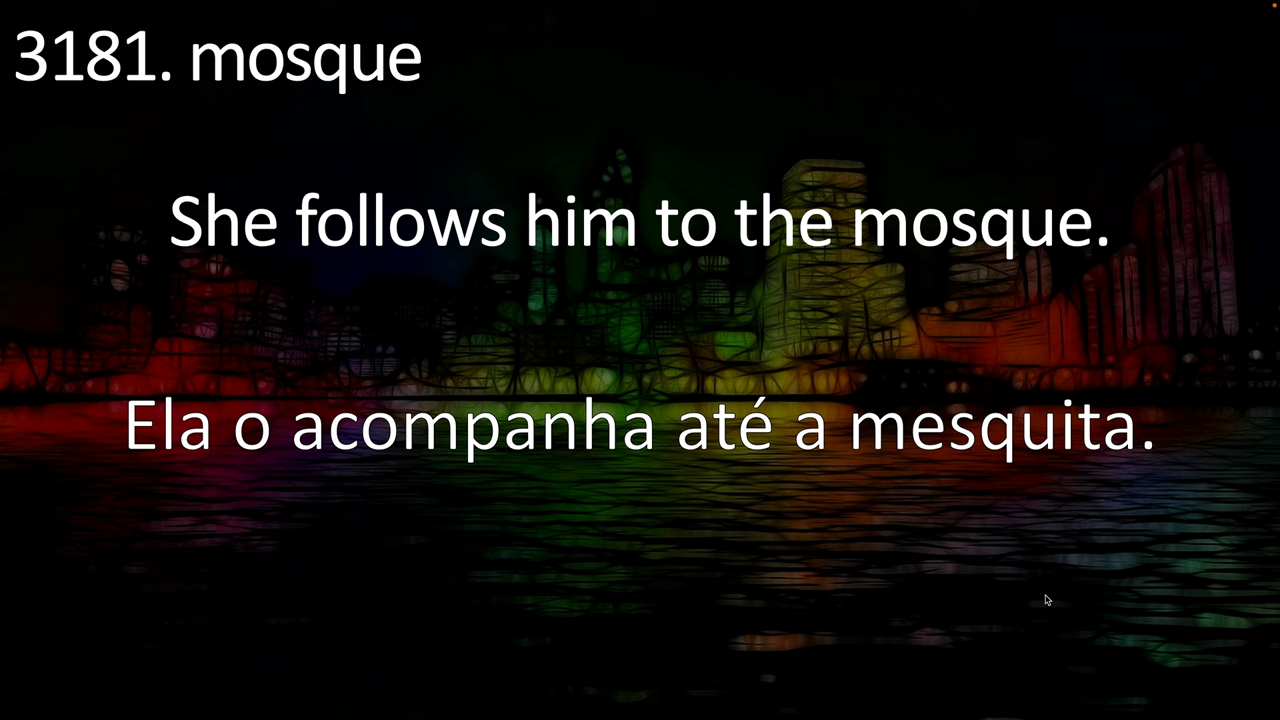 3181. mosque
She follows him to the mosque.
Ela o acompanha até a mesquita.